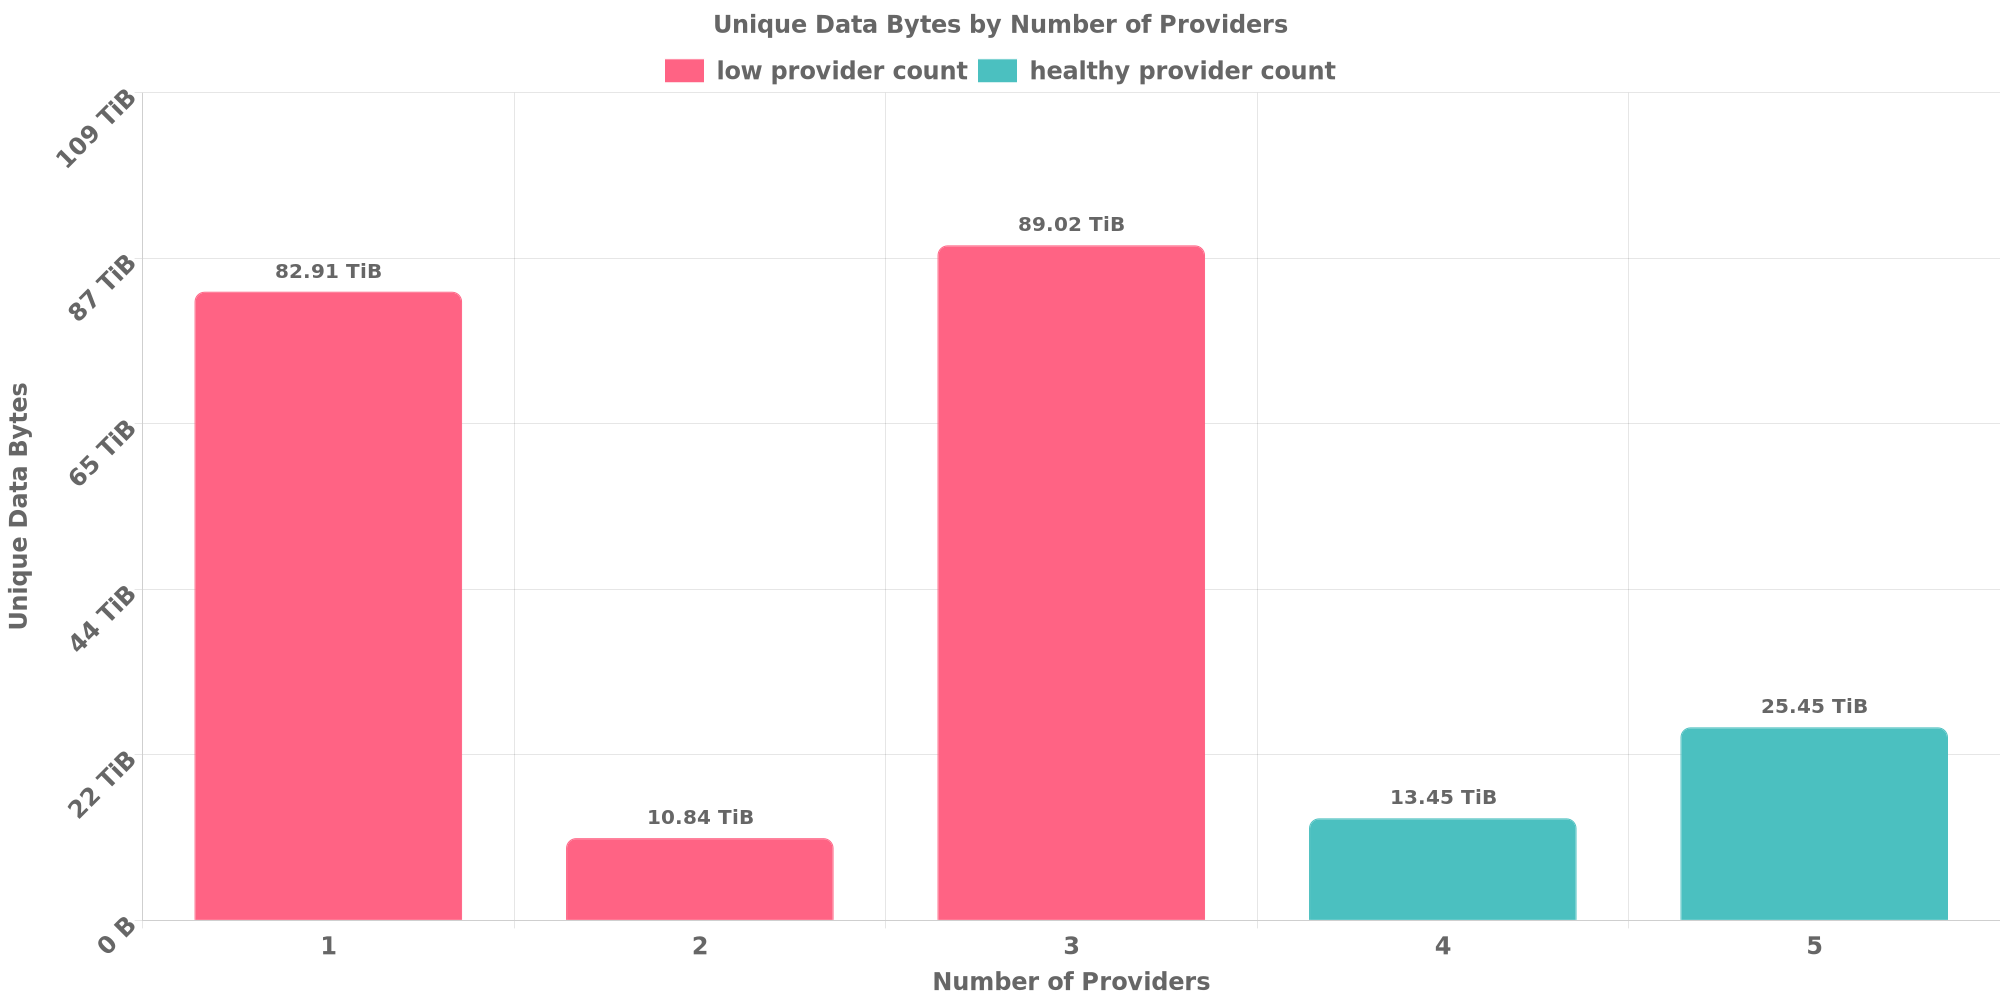 Unique Data Bytes by Number of Providers
low provider count healthy provider count
109 TiB
87 TiB
65 TiB
44 TiB
22 TiB
0 B
Unique Data Bytes
82.91 TiB
10.84 TiB
89.02 TiB
13.45 TiB
25.45 TiB
1 2 3 4 5
Number of Providers